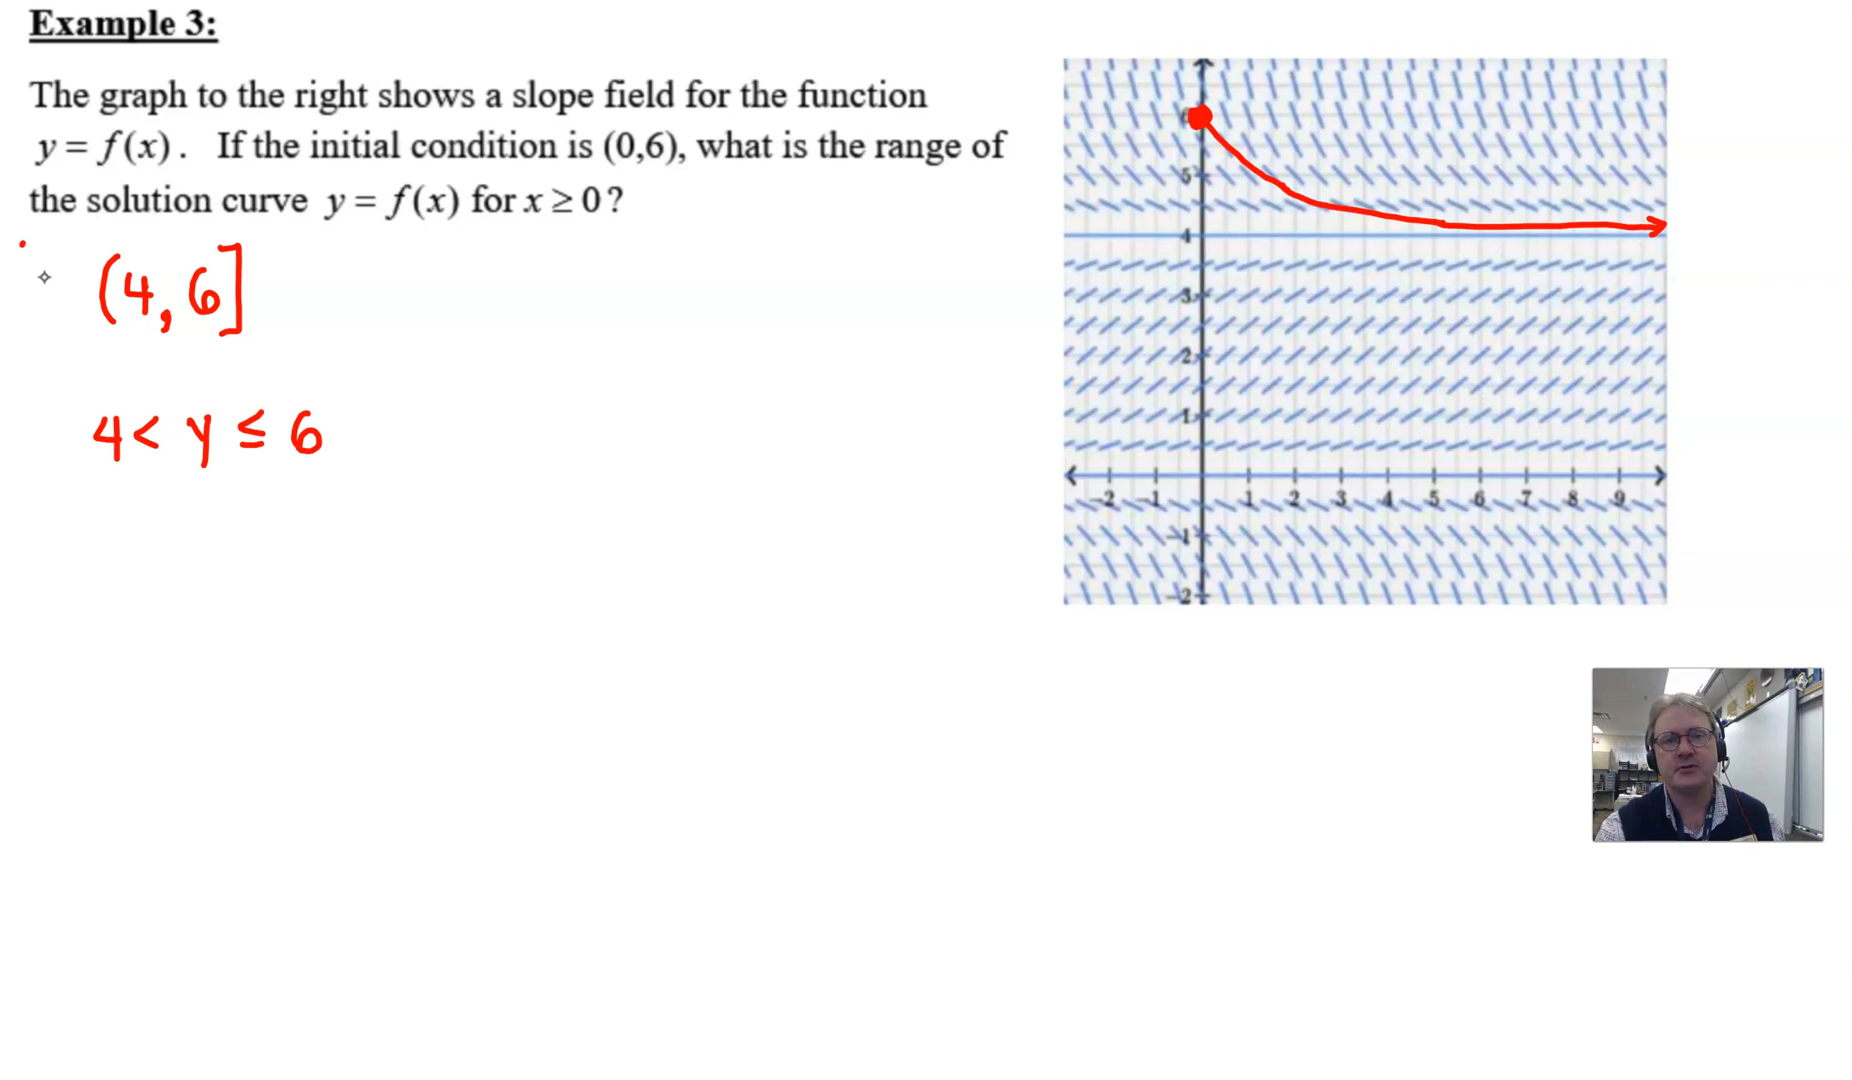 Example 3:
The graph to the right shows a slope field for the function
y = f(x). If the initial condition is (0,6), what is the range of
the solution curve y = f(x) for x ≥ 0?
(4, 6]
4 < y ≤ 6
6
5
4
3
2
1
-2 -1 1 2 3 4 5 6 7 8 9
-1
-2